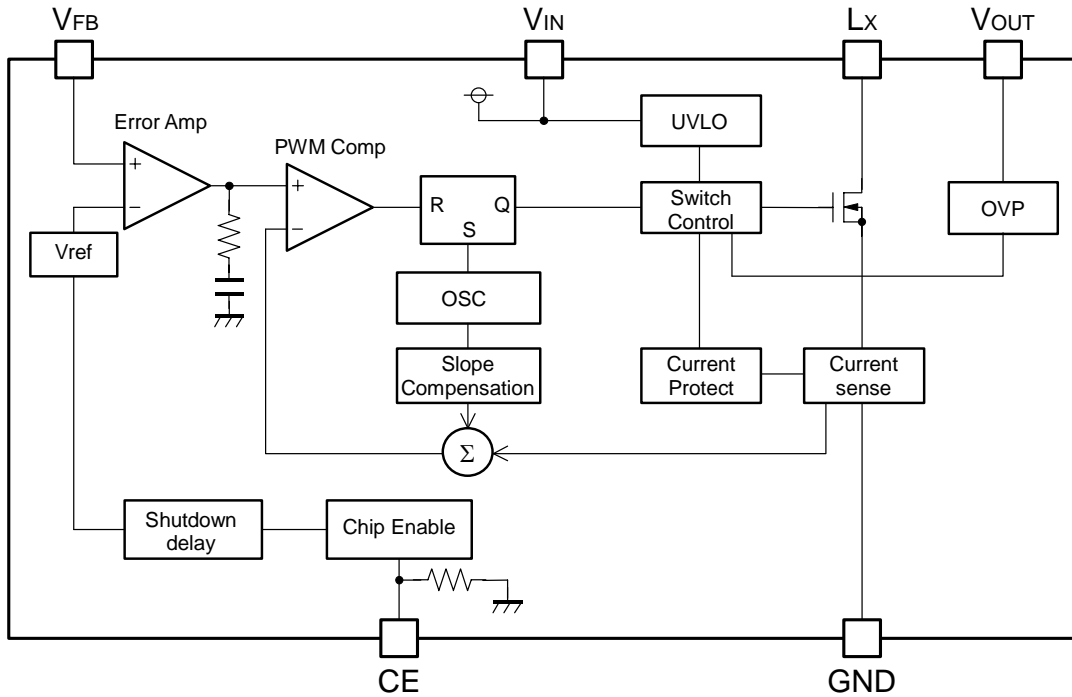 VFB
VIN
LX
VOUT
Error Amp
PWM Comp
UVLO
+
−
+
−
R
Q
S
Switch
Control
OVP
Vref
OSC
Slope
Compensation
Current
Protect
Current
sense
Σ
Shutdown
delay
Chip Enable
CE
GND